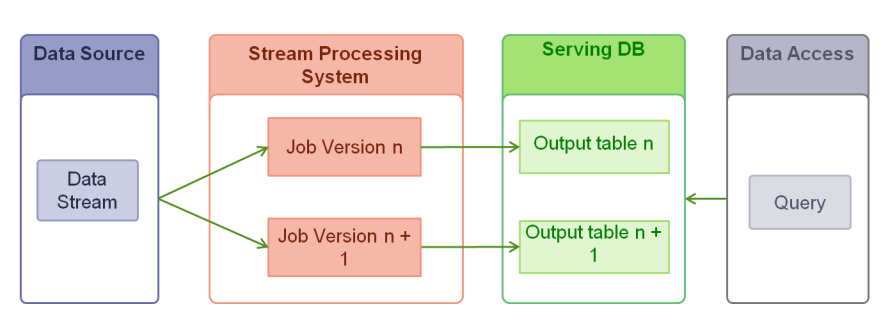 Data Source
Stream Processing
System
Serving DB
Data Access
Data
Stream
Job Version n
Job Version n +
1
Output table n
Output table n +
1
Query